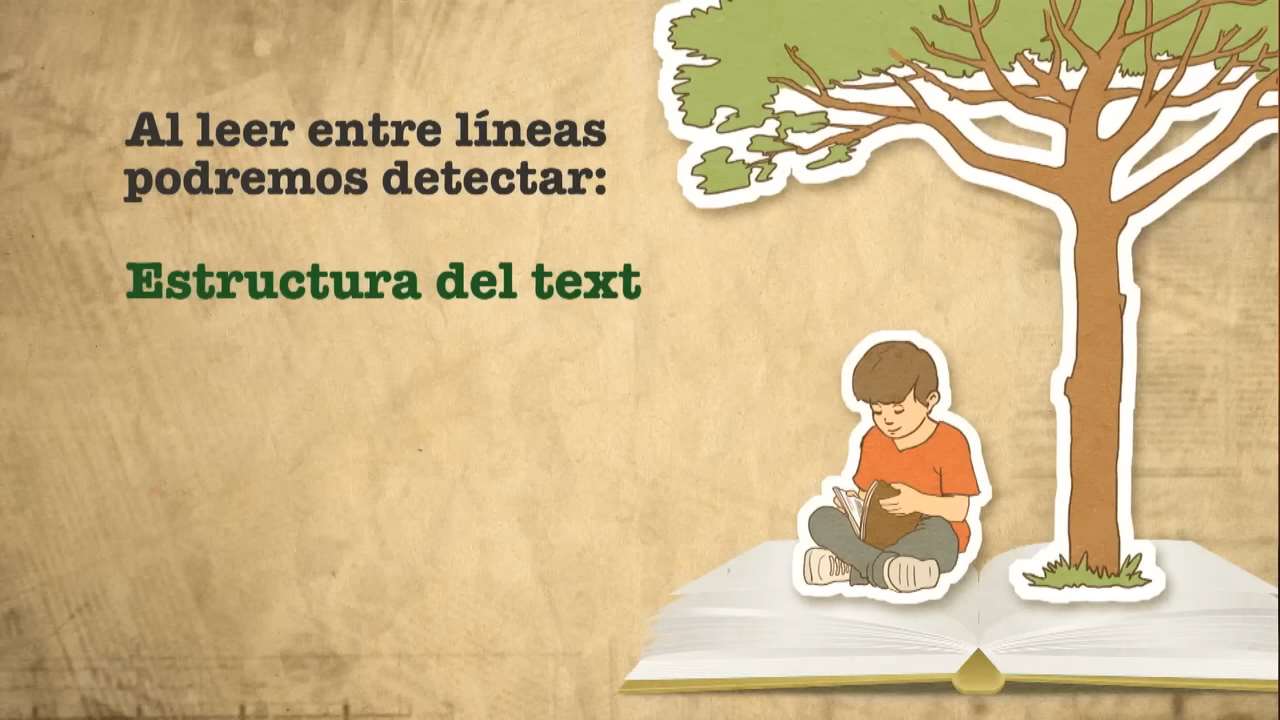 Al leer entre líneas
podremos detectar:
Estructura del text